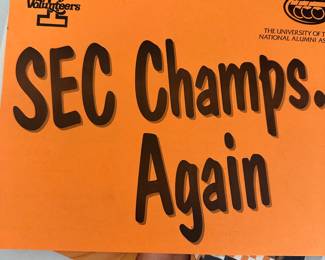 Volunteers
T
THE UNIVERSITY OF T
NATIONAL ALUMNI AS
SEC Champs.
Again